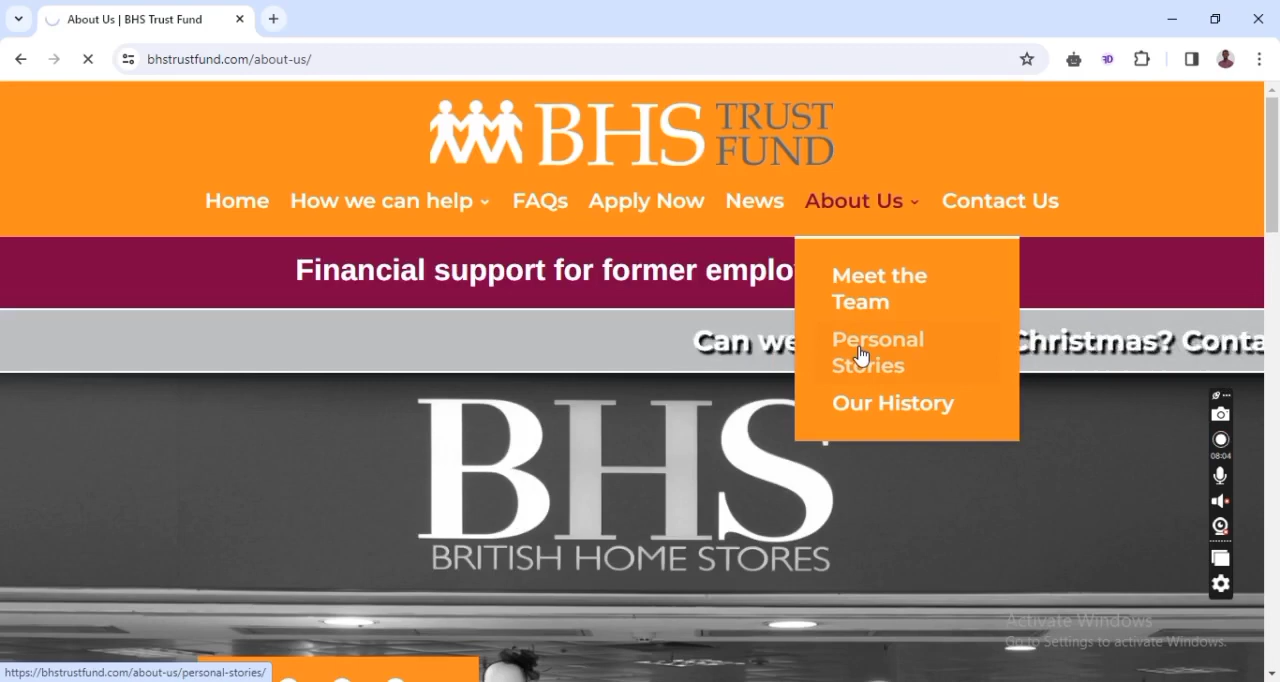 About Us | BHS Trust Fund
bhstrustfund.com/about-us/
BHS TRUST FUND
Home How we can help FAQs Apply Now News About Us Contact Us
Financial support for former emplo
Meet the
Team
Personal
Stories
Our History
Can we Christmas? Conta
BHS
BRITISH HOME STORES
08:04
Activate Windows
Go to Settings to activate Windows.
https://bhstrustfund.com/about-us/personal-stories/